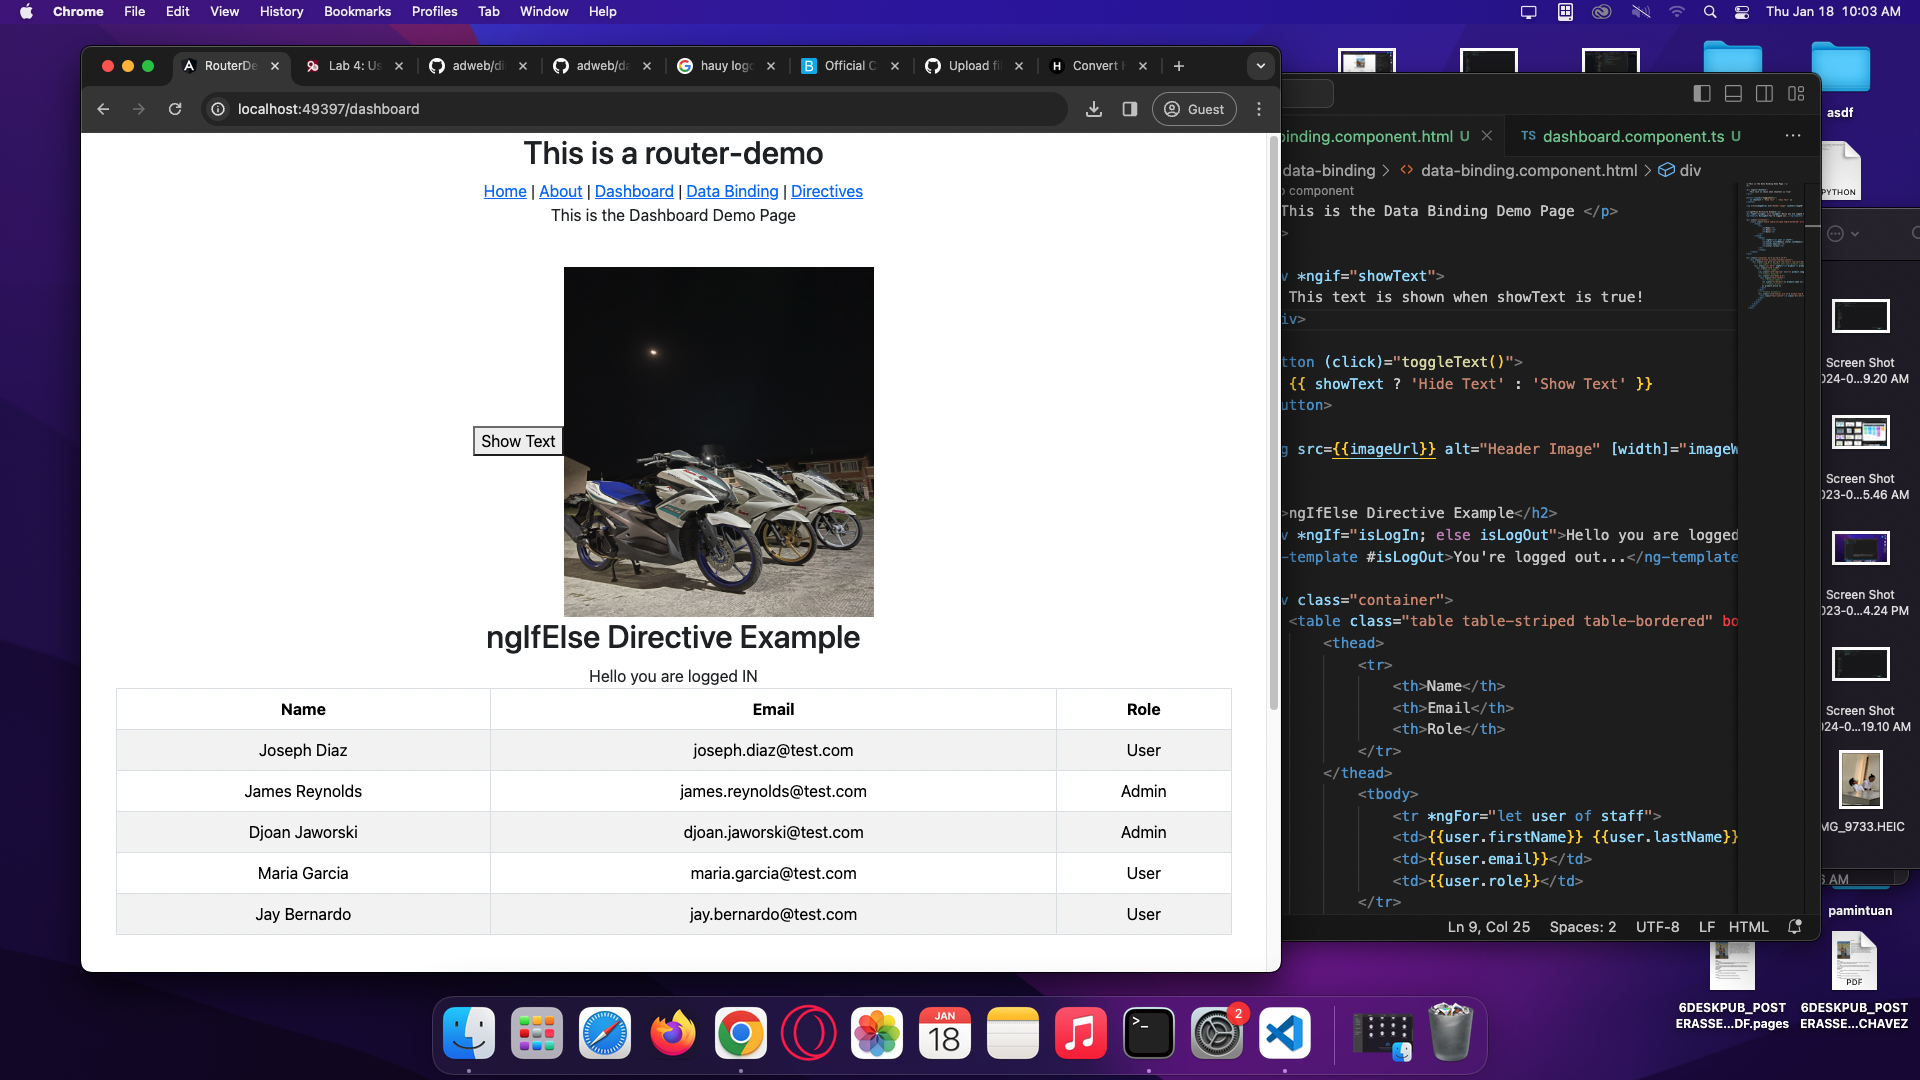 Chrome File Edit View History Bookmarks Profiles Tab Window Help
Thu Jan 18 10:03 AM
RouterDe
Lab 4: Us
adweb/di
adweb/da
hauy logo
Official C
Upload fi
Convert
localhost:49397/dashboard
Guest
This is a router-demo
Home | About | Dashboard | Data Binding | Directives
This is the Dashboard Demo Page
Show Text
ngIfElse Directive Example
Hello you are logged IN
Name Email Role
Joseph Diaz joseph.diaz@test.com User
James Reynolds james.reynolds@test.com Admin
Djoan Jaworski djoan.jaworski@test.com Admin
Maria Garcia maria.garcia@test.com User
Jay Bernardo jay.bernardo@test.com User
inding.component.html U
TS dashboard.component.ts U
data-binding > data-binding.component.html > div
component
This is the Data Binding Demo Page </p>
>
*ngif="showText">
This text is shown when showText is true!
iv>
tton (click)="toggleText()">
{{ showText ? 'Hide Text' : 'Show Text' }}
utton>
g src={{imageUrl}} alt="Header Image" [width]="imageW
>ngIfElse Directive Example</h2>
*ngIf="isLogIn; else isLogOut">Hello you are logged
-template #isLogOut>You're logged out...</ng-template
class="container">
<table class="table table-striped table-bordered" bo
<thead>
<tr>
<th>Name</th>
<th>Email</th>
<th>Role</th>
</tr>
</thead>
<tbody>
<tr *ngFor="let user of staff">
<td>{{user.firstName}} {{user.lastName}}
<td>{{user.email}}</td>
<td>{{user.role}}</td>
</tr>
Ln 9, Col 25 Spaces: 2 UTF-8 LF HTML
asdf
PYTHON
Screen Shot
024-0...9.20 AM
Screen Shot
023-0...5.46 AM
Screen Shot
023-0...4.24 PM
Screen Shot
24-0...19.10 AM
MG_9733.HEIC
6 AM
pamintuan
PDF
6DESKPUB_POST
ERASSE...DF.pages
6DESKPUB_POST
ERASSE...CHAVEZ
JAN
18
2